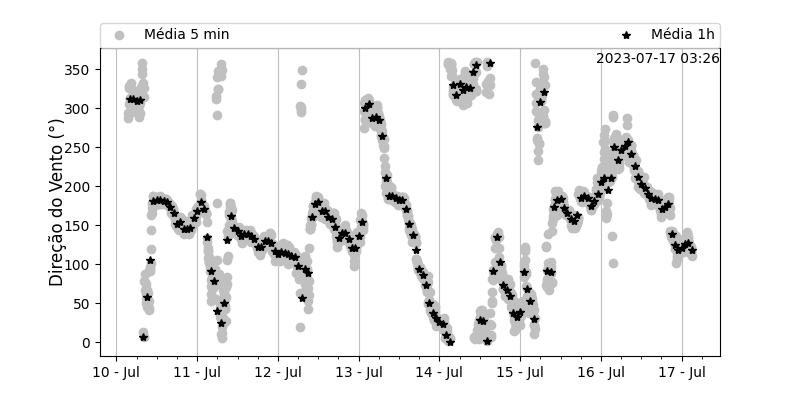 Média 5 min
Média 1h
2023-07-17 03:26
Direção do Vento (°)
350
300
250
200
150
100
50
0
10 - Jul
11 - Jul
12 - Jul
13 - Jul
14 - Jul
15 - Jul
16 - Jul
17 - Jul